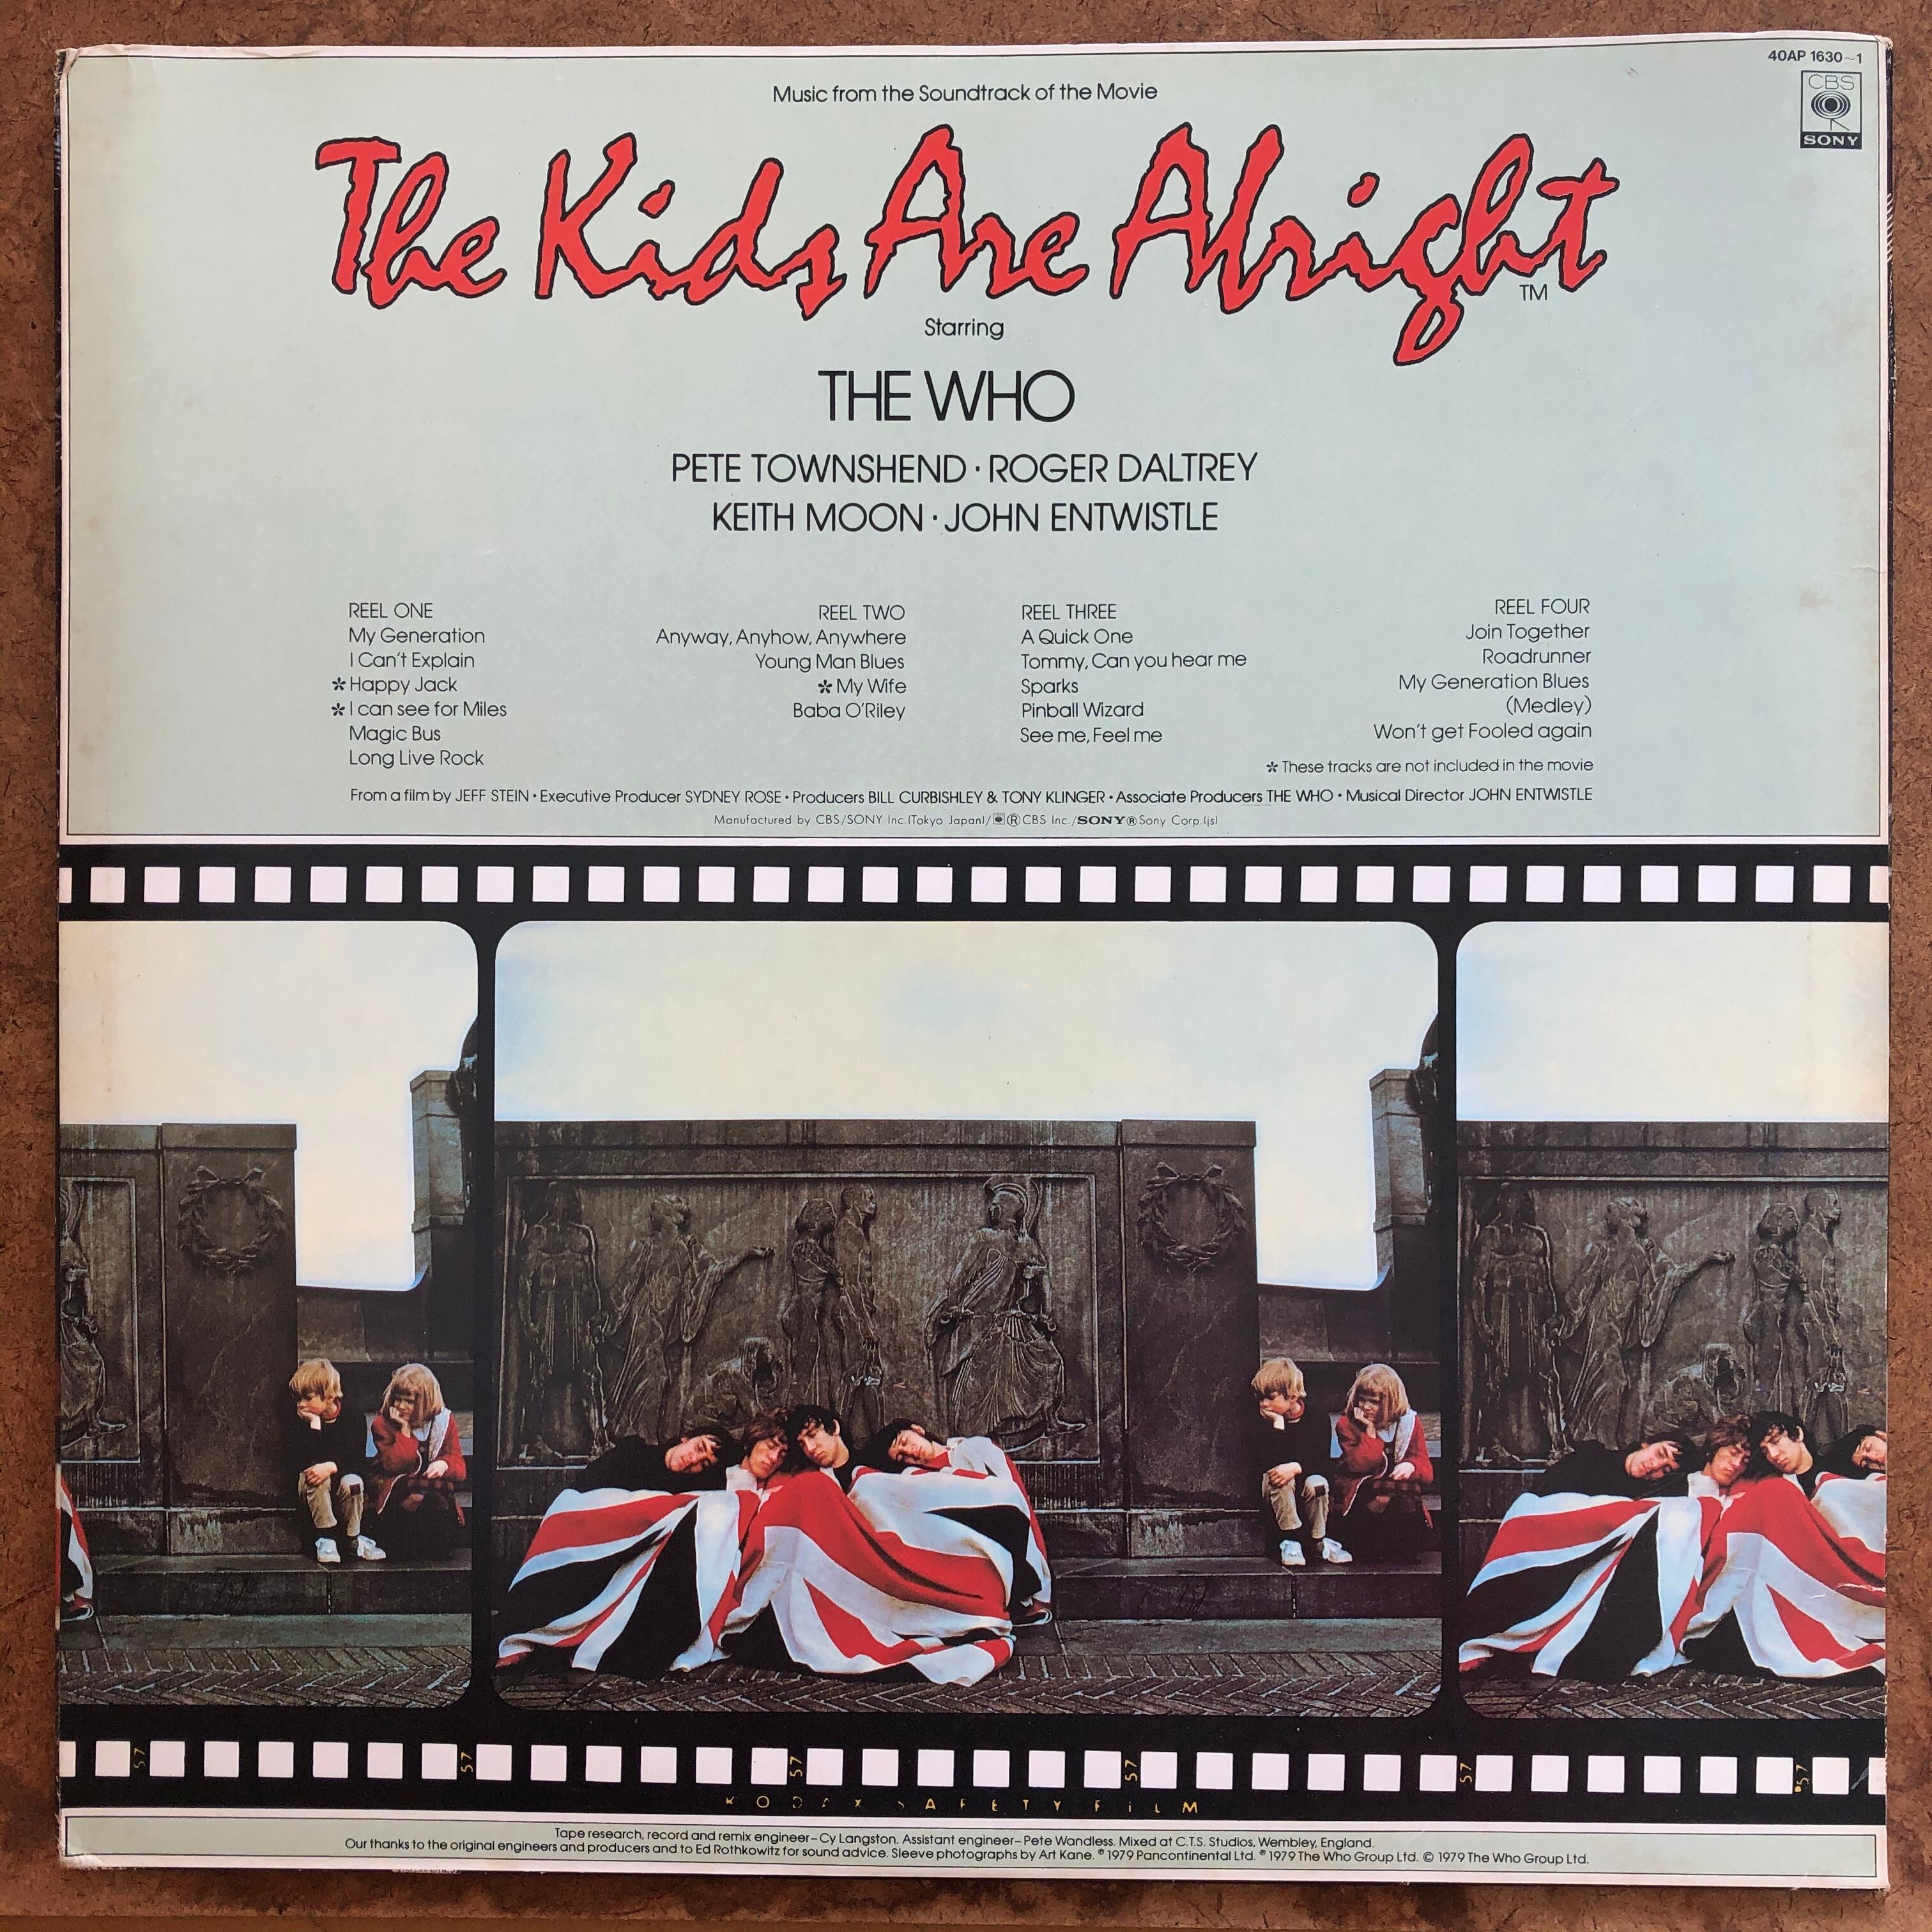 40AP 1630~1
CBS
SONY
Music from the Soundtrack of the Movie
The Kids Are Alright
TM
Starring
THE WHO
PETE TOWNSHEND · ROGER DALTREY
KEITH MOON · JOHN ENTWISTLE
REEL ONE
My Generation
I Can't Explain
* Happy Jack
* I can see for Miles
Magic Bus
Long Live Rock
REEL TWO
Anyway, Anyhow, Anywhere
Young Man Blues
* My Wife
Baba O'Riley
REEL THREE
A Quick One
Tommy, Can you hear me
Sparks
Pinball Wizard
See me, Feel me
REEL FOUR
Join Together
Roadrunner
My Generation Blues
(Medley)
Won't get Fooled again
* These tracks are not included in the movie
From a film by JEFF STEIN • Executive Producer SYDNEY ROSE • Producers BILL CURBISHLEY & TONY KLINGER • Associate Producers THE WHO • Musical Director JOHN ENTWISTLE
Manufactured by CBS/SONY Inc.(Tokyo Japan)/ ® CBS Inc./SONY ® Sony Corp.(js)
57 57 57 57 57 57
KODAK SAFETY FILM
Tape research, record and remix engineer – Cy Langston. Assistant engineer – Pete Wandless. Mixed at C.T.S. Studios, Wembley, England.
Our thanks to the original engineers and producers and to Ed Rothkowitz for sound advice. Sleeve photographs by Art Kane. ℗ 1979 Pancontinental Ltd. ℗ 1979 The Who Group Ltd. © 1979 The Who Group Ltd.